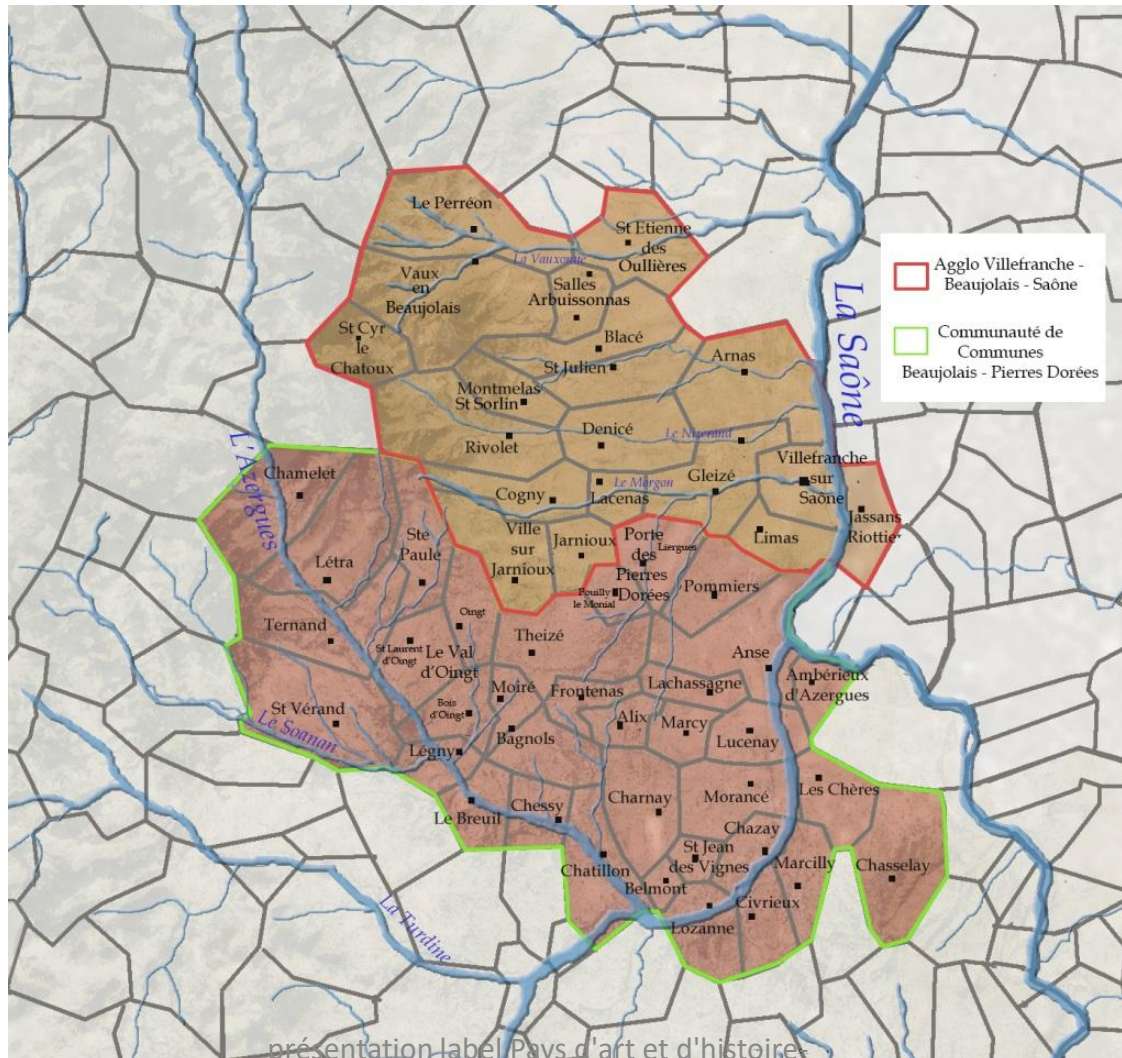 Le Perréon
St Etienne
des
Oullières
La Vauxonne
Vaux
en
Beaujolais
Salles
Arbuissonnas
Agglo Villefranche -
Beaujolais - Saône
La Saône
Communauté de
Communes
Beaujolais - Pierres Dorées
St Cyr
le
Chatoux
Blacé
St Julien
Arnas
Montmelas
St Sorlin
Rivolet
Denicé
Le Nizerand
L'Azergues
Chamelet
Cogny
Lacenas
Le Morgon
Gleizé
Villefranche
sur
Saône
Jassans
Riottier
Limas
Ville
sur
Jarnioux
Jarnioux
Porte
des
Pierres
Dorées
Liergues
Pouilly
le Monial
Pommiers
Ste
Paule
Létra
Oingt
Ternand
St Laurent
d'Oingt
Le Val
d'Oingt
Theizé
Anse
Ambérieux
d'Azergues
Moiré
Frontenas
Lachassagne
Bois
d'Oingt
St Vérand
Le Soanan
Bagnols
Alix
Marcy
Lucenay
Légny
Le Breuil
Chessy
Charnay
Morancé
Les Chères
Chazay
St Jean
des Vignes
Marcilly
Chasselay
Chatillon
Belmont
Lozanne
Civrieux
La Turdine
présentation label Pays d'art et d'histoire-